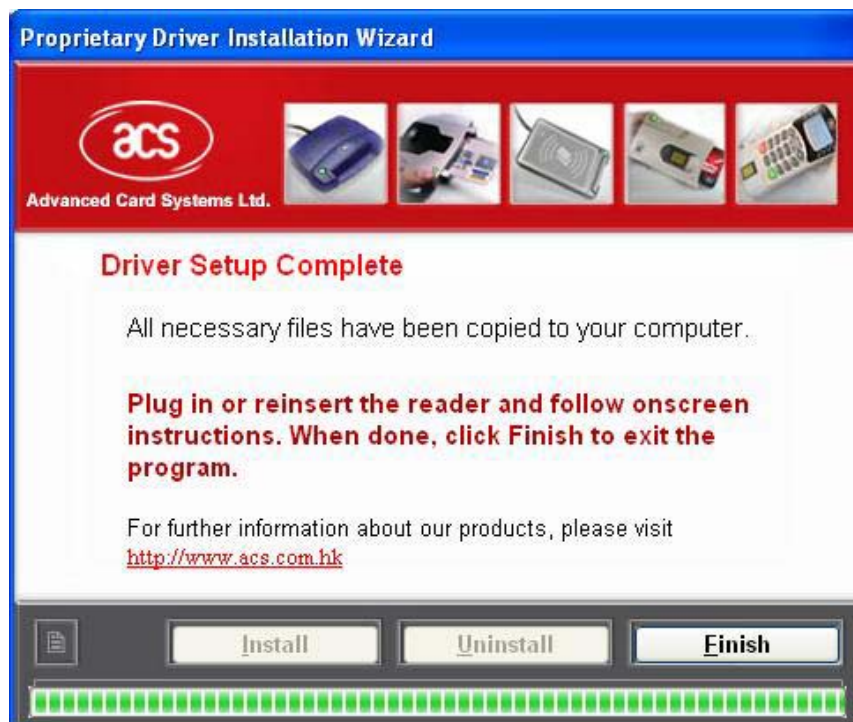 Proprietary Driver Installation Wizard
acs
Advanced Card Systems Ltd.
Driver Setup Complete
All necessary files have been copied to your computer.
Plug in or reinsert the reader and follow onscreen
instructions. When done, click Finish to exit the
program.
For further information about our products, please visit
http://www.acs.com.hk
Install
Uninstall
Finish